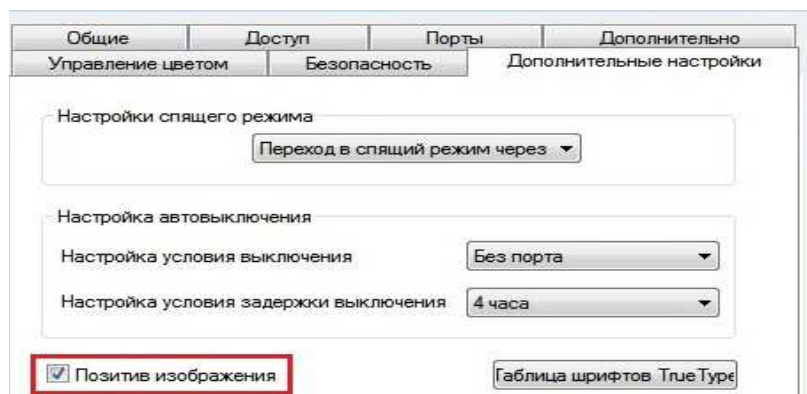 Общие Доступ Порты Дополнительно
Управление цветом Безопасность Дополнительные настройки
Настройки спящего режима
Переход в спящий режим через
Настройка автовыключения
Настройка условия выключения Без порта
Настройка условия задержки выключения 4 часа
Позитив изображения Таблица шрифтов TrueType